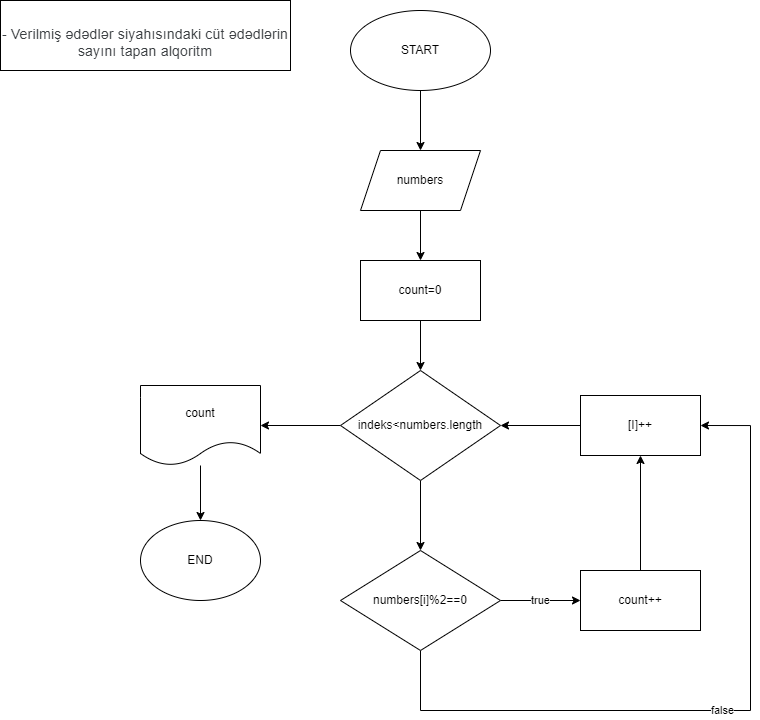 - Verilmiş ədədlər siyahısındaki cüt ədədlərin
sayını tapan alqoritm
START
numbers
count=0
indeks<numbers.length
[I]++
count
END
numbers[i]%2==0
true
count++
false